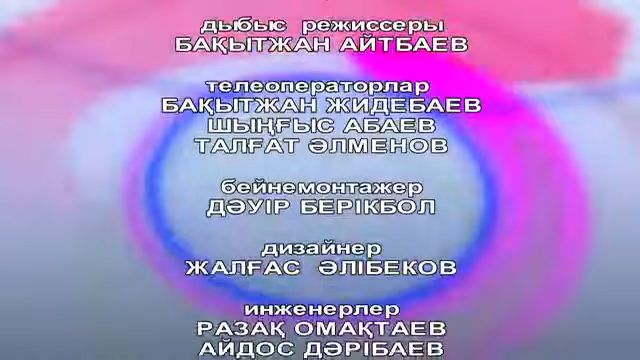 дыбыс режиссеры
БАҚЫТЖАН АЙТБАЕВ
телеоператорлар
БАҚЫТЖАН ЖИДЕБАЕВ
ШЫҢҒЫС АБАЕВ
ТАЛҒАТ ӘЛМЕНОВ
бейнемонтажер
ДӘУІР БЕРІКБОЛ
дизайнер
ЖАЛҒАС ӘЛІБЕКОВ
инженерлер
РАЗАҚ ОМАҚТАЕВ
АЙДОС ДӘРІБАЕВ